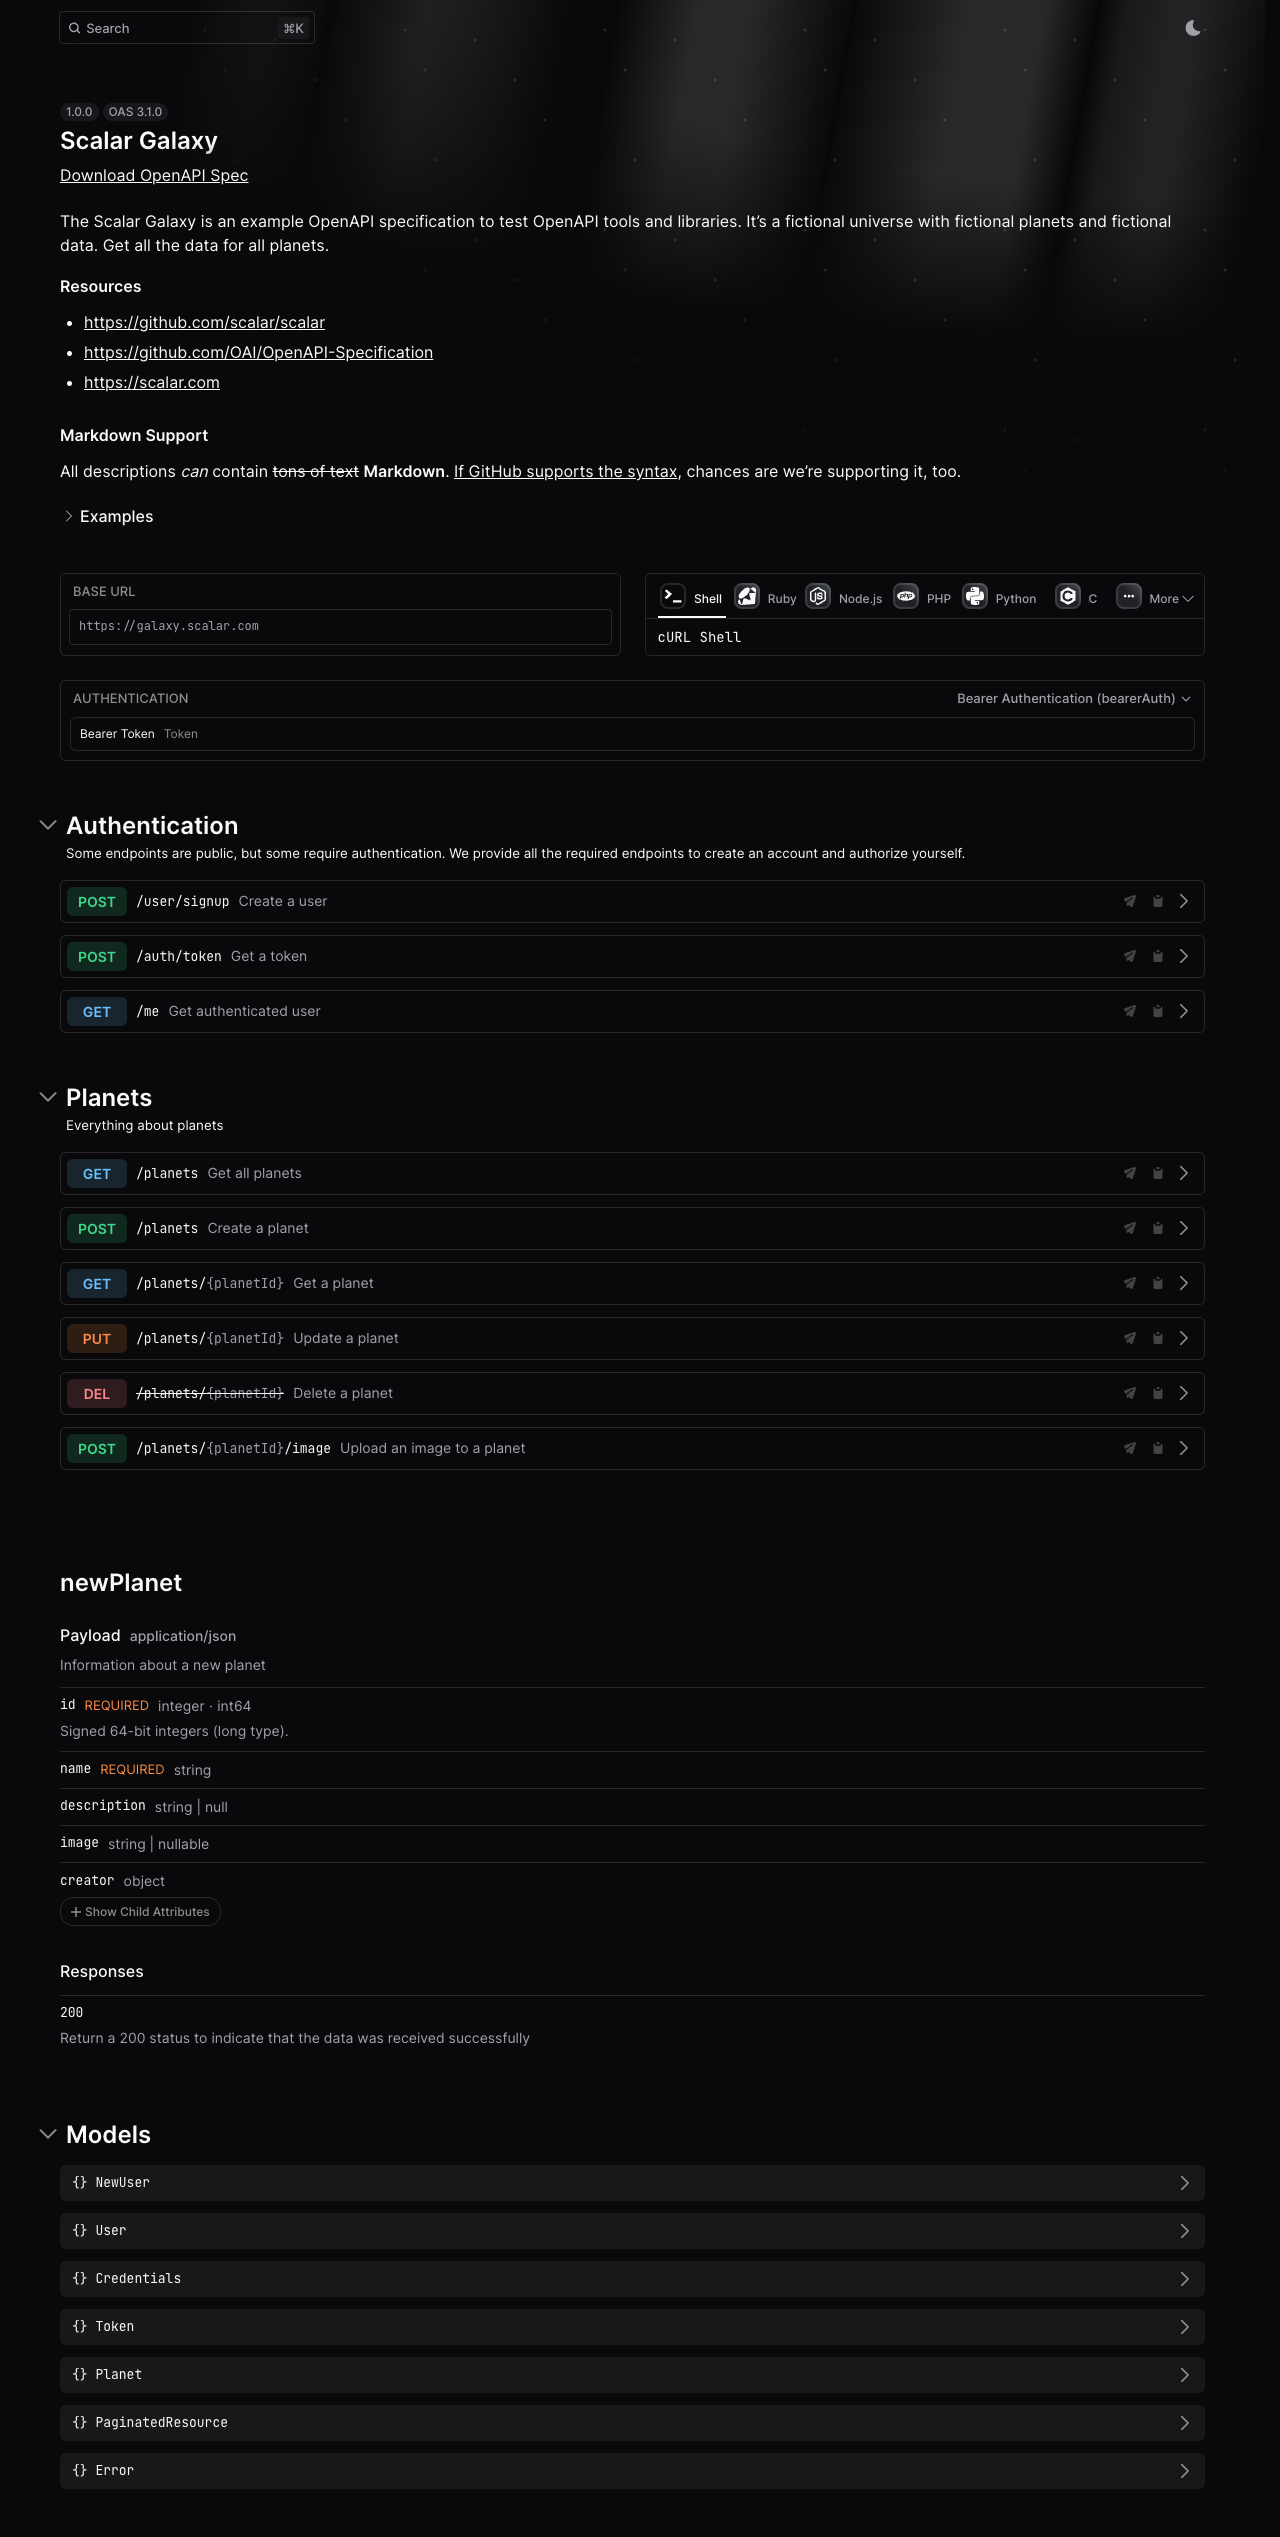 Search ⌘K
1.0.0 OAS 3.1.0
Scalar Galaxy
Download OpenAPI Spec
The Scalar Galaxy is an example OpenAPI specification to test OpenAPI tools and libraries. It’s a fictional universe with fictional planets and fictional
data. Get all the data for all planets.
Resources
• https://github.com/scalar/scalar
• https://github.com/OAI/OpenAPI-Specification
• https://scalar.com
Markdown Support
All descriptions can contain tons of text Markdown. If GitHub supports the syntax, chances are we’re supporting it, too.
Examples
BASE URL
https://galaxy.scalar.com
Shell Ruby Node.js PHP Python C More
cURL Shell
AUTHENTICATION Bearer Authentication (bearerAuth)
Bearer Token Token
Authentication
Some endpoints are public, but some require authentication. We provide all the required endpoints to create an account and authorize yourself.
POST /user/signup Create a user
POST /auth/token Get a token
GET /me Get authenticated user
Planets
Everything about planets
GET /planets Get all planets
POST /planets Create a planet
GET /planets/{planetId} Get a planet
PUT /planets/{planetId} Update a planet
DEL /planets/{planetId} Delete a planet
POST /planets/{planetId}/image Upload an image to a planet
newPlanet
Payload application/json
Information about a new planet
id REQUIRED integer · int64
Signed 64-bit integers (long type).
name REQUIRED string
description string | null
image string | nullable
creator object
+ Show Child Attributes
Responses
200
Return a 200 status to indicate that the data was received successfully
Models
{} NewUser
{} User
{} Credentials
{} Token
{} Planet
{} PaginatedResource
{} Error